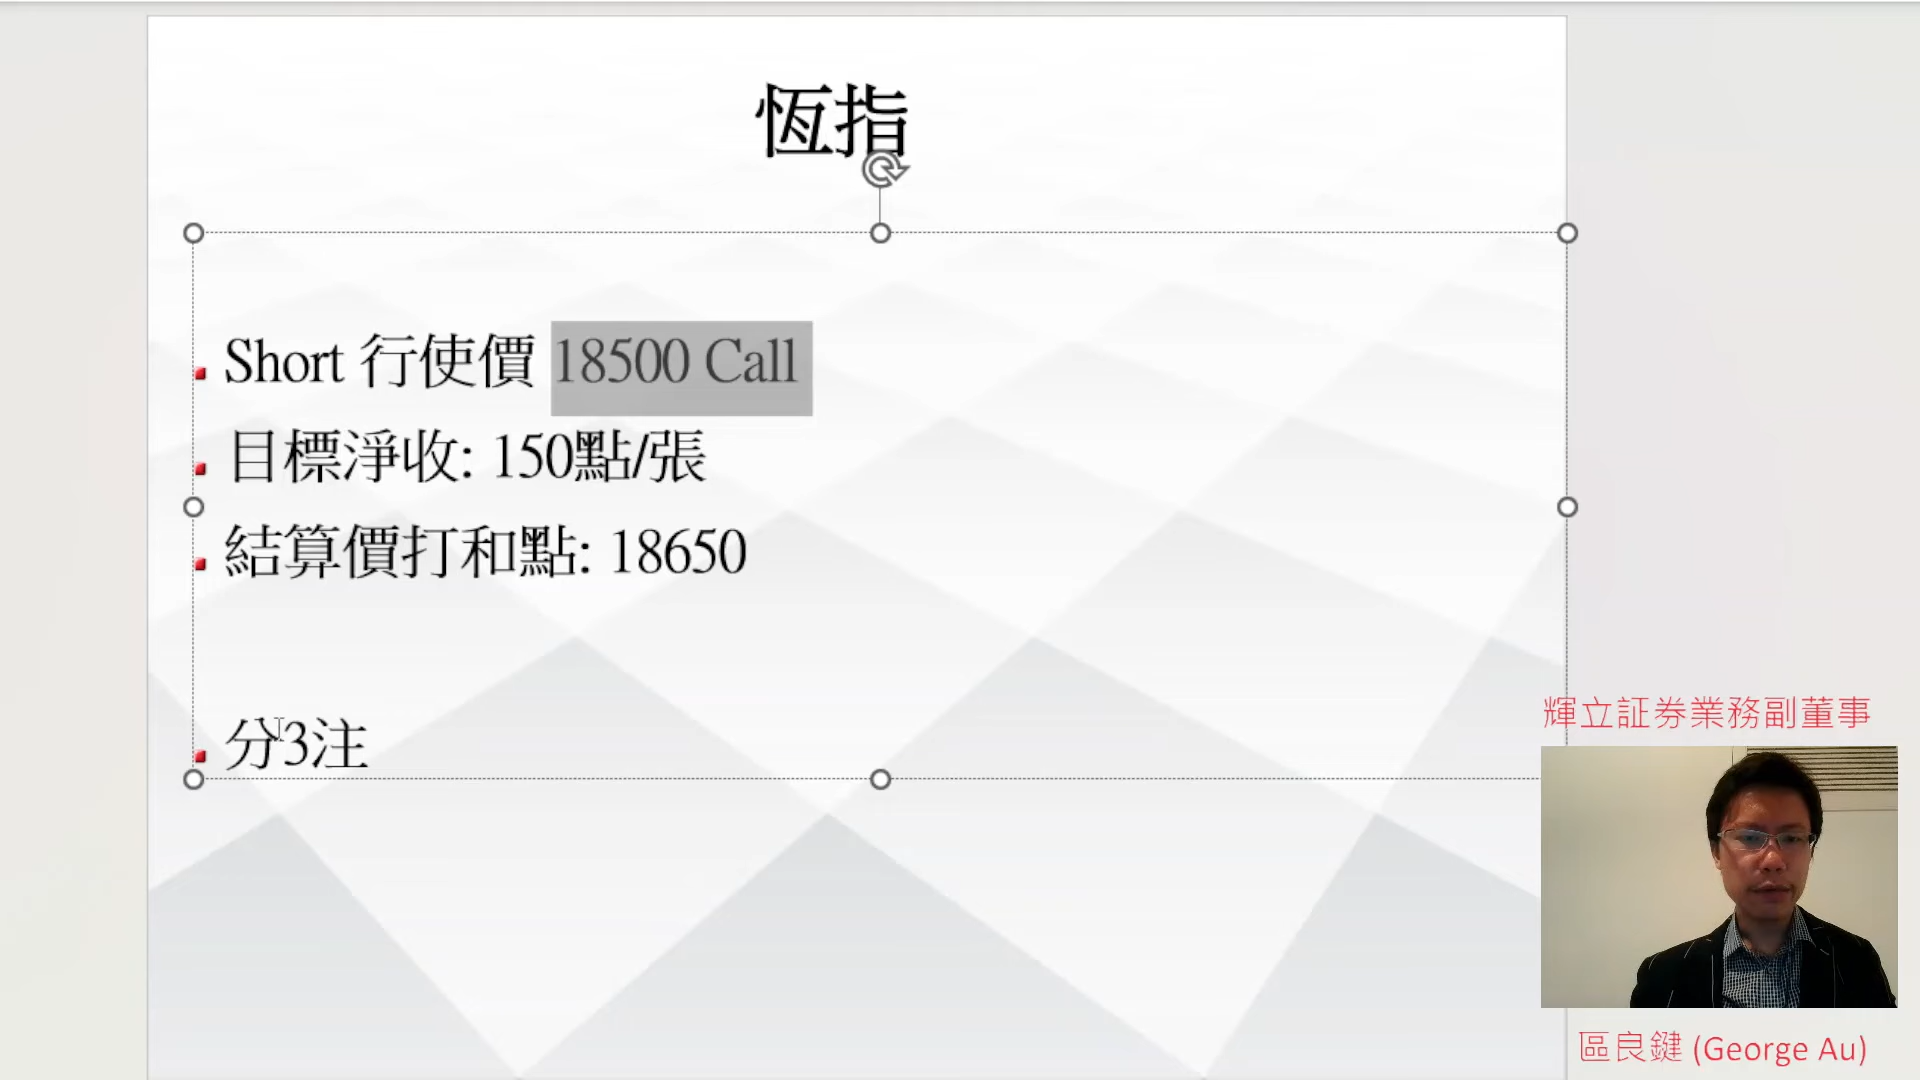 恆指
Short 行使價 18500 Call
目標淨收: 150點/張
結算價打和點: 18650
分3注
輝立証券業務副董事
區良鍵 (George Au)